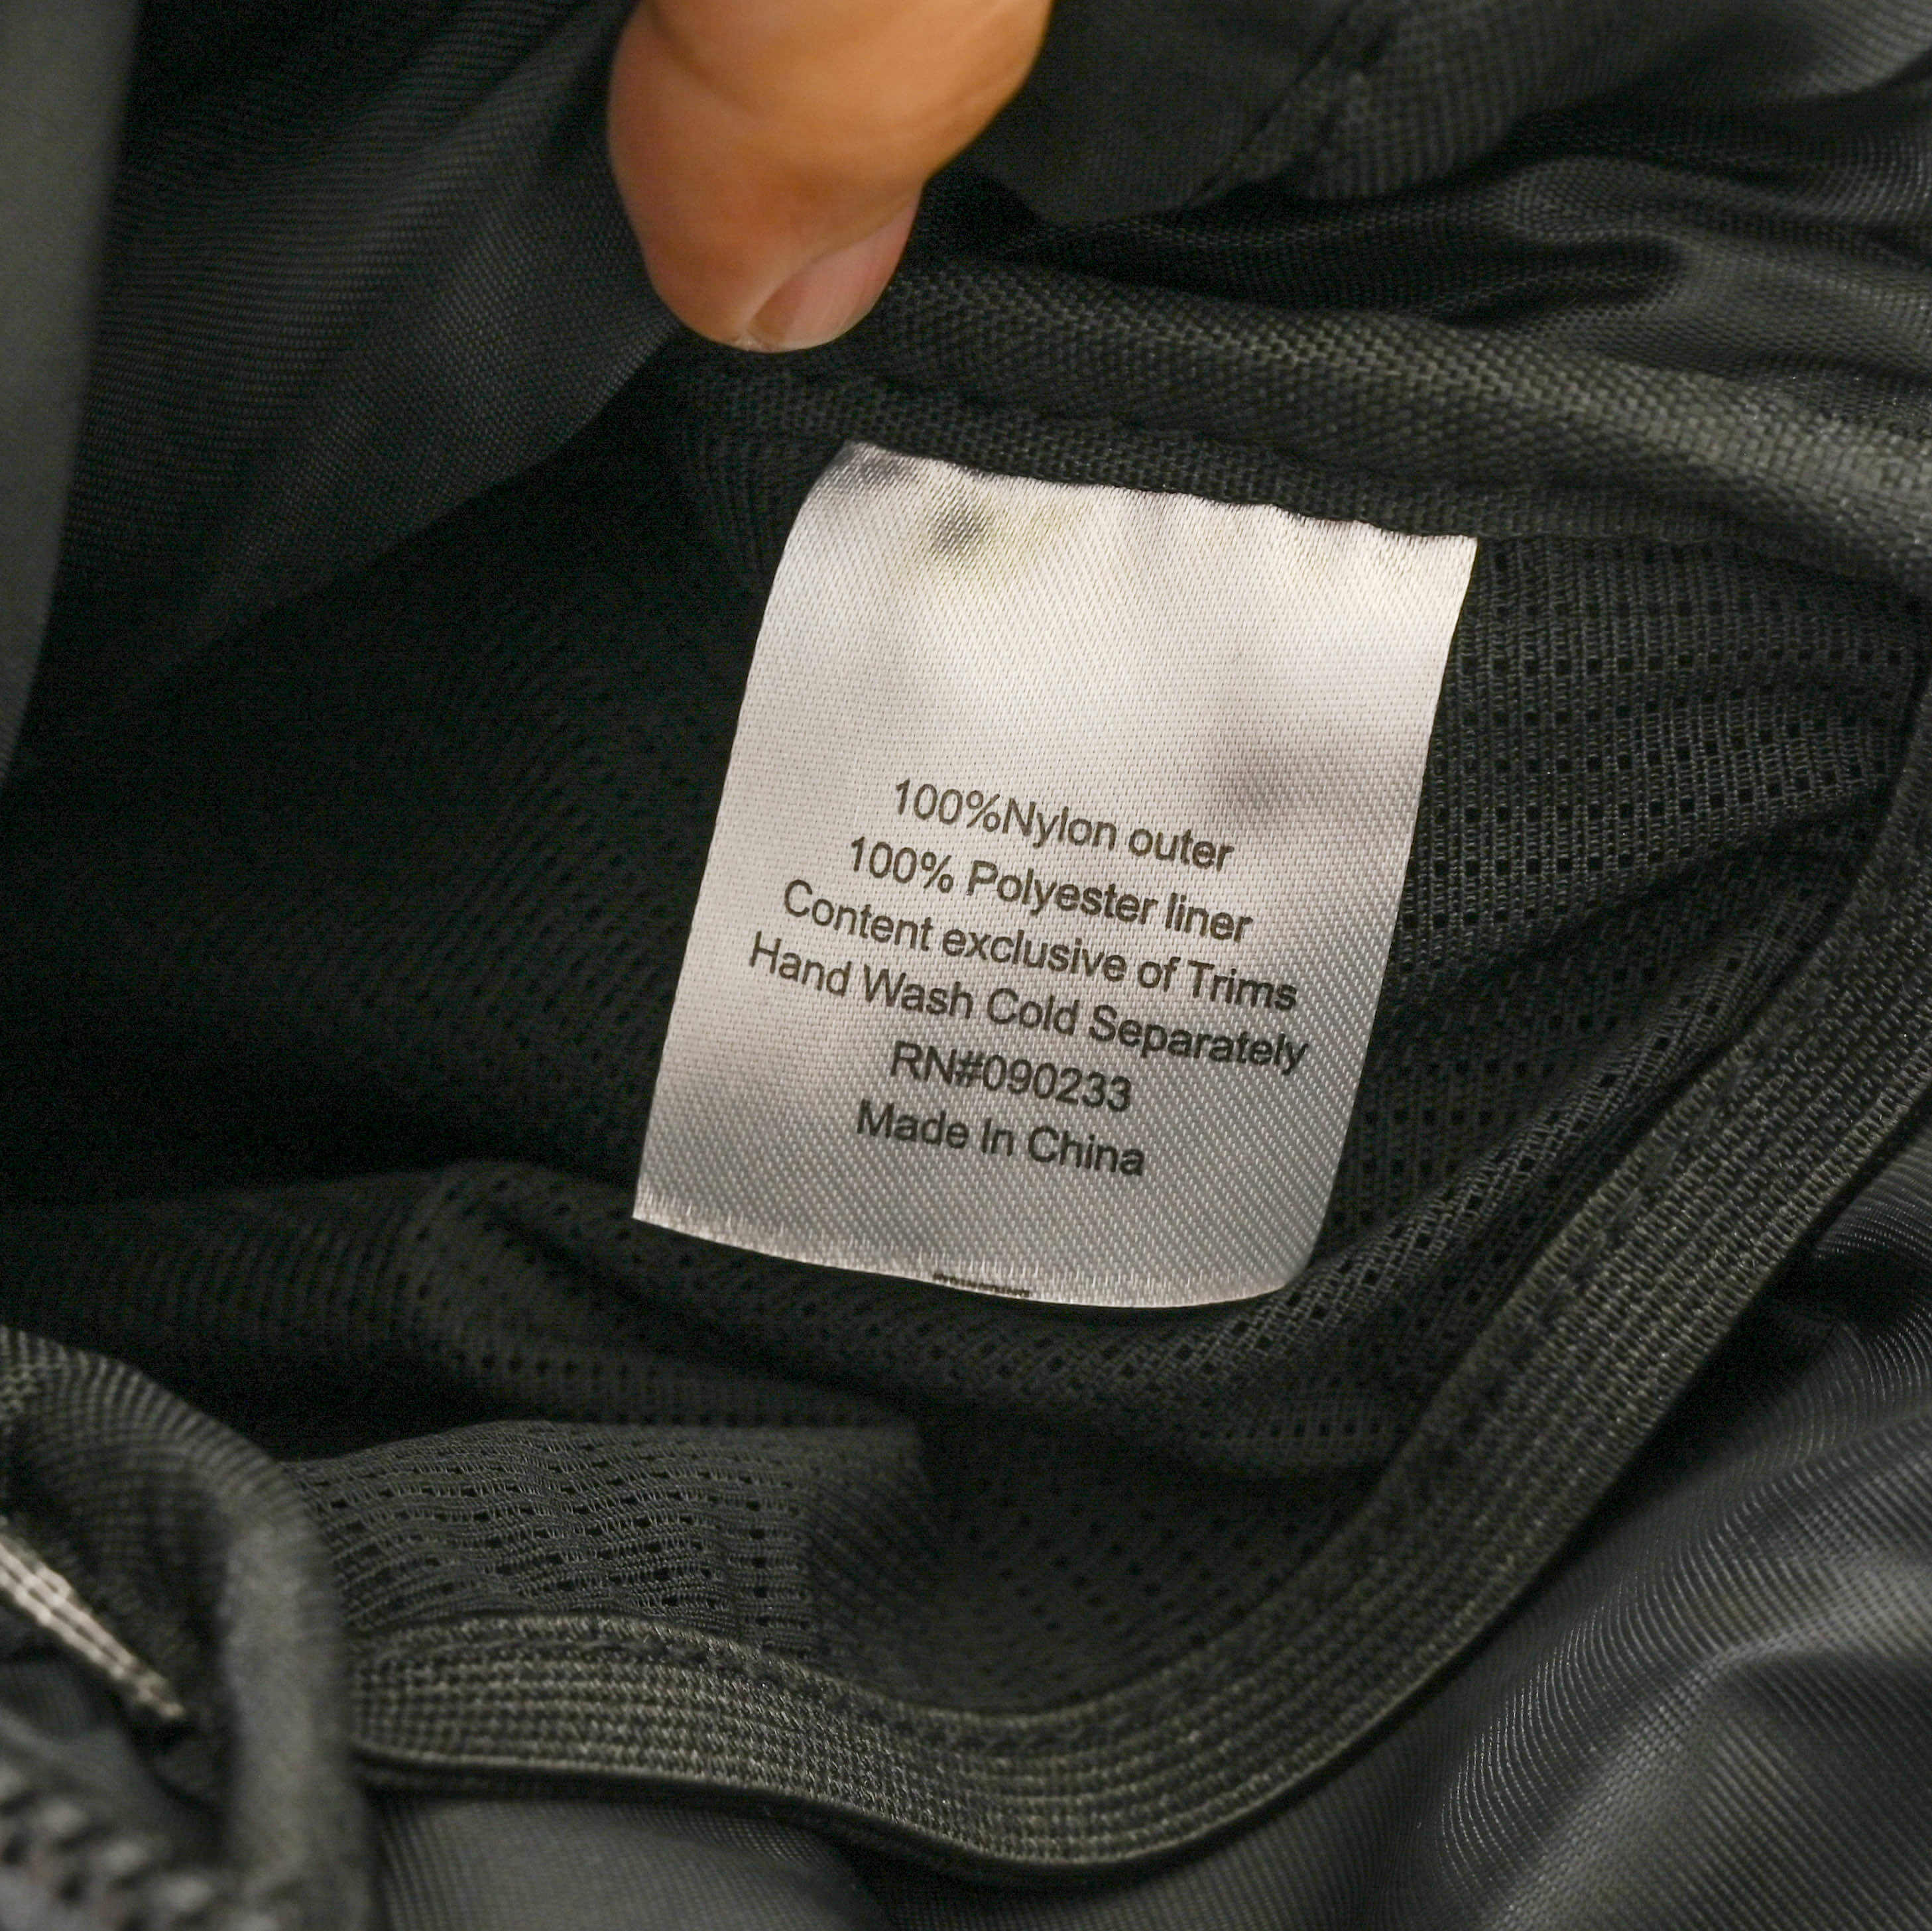 100%Nylon outer
100% Polyester liner
Content exclusive of Trims
Hand Wash Cold Separately
RN#090233
Made In China